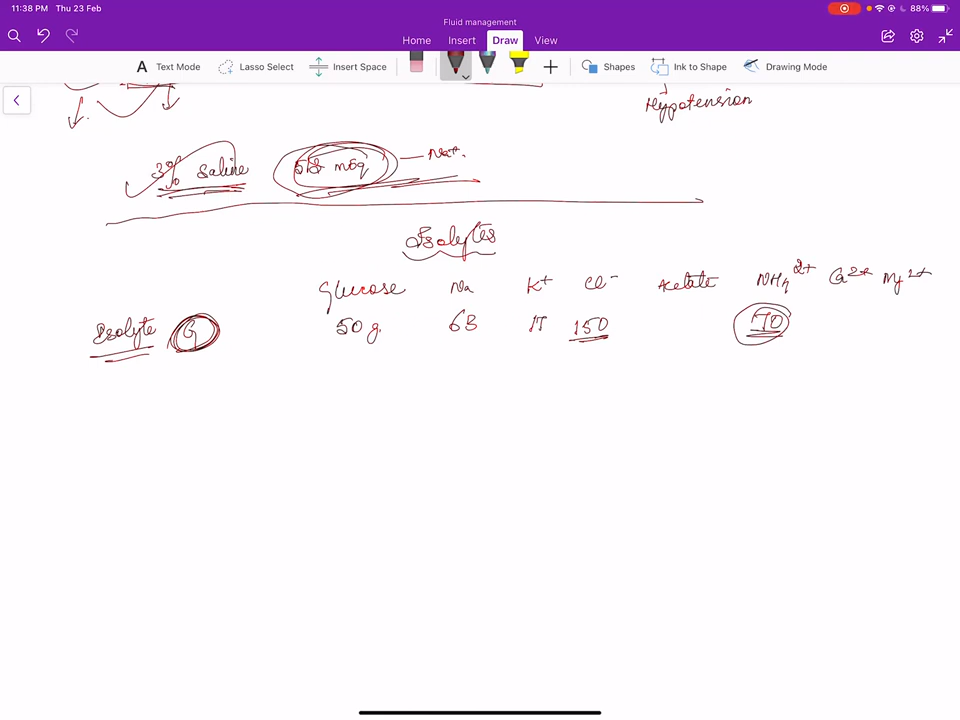 11:38 PM Thu 23 Feb
88%
Fluid management
Home Insert Draw View
Text Mode Lasso Select Insert Space Shapes Ink to Shape Drawing Mode
Hypotension
3% Saline 513 mEq — Na+.
Isolytes
Glucose Na K+ Cl- Acetate NH4 2+ Ca2+ Mg2+
Isolyte G 50 g. 63 17 150 70